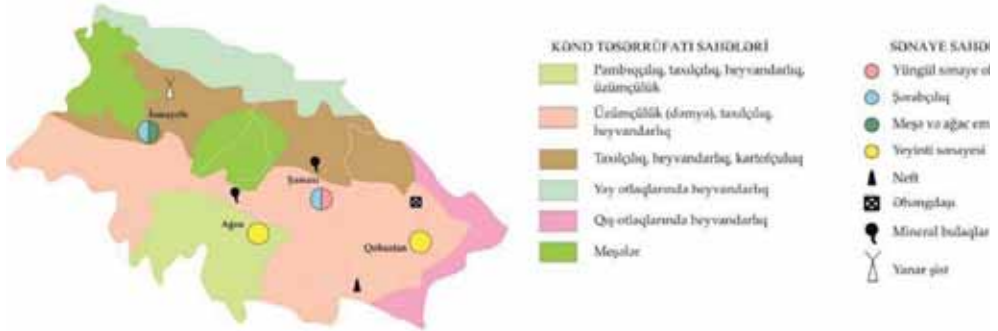 İsmayıllı
Şamaxı
Ağsu
Qobustan
KƏND TƏSƏRRÜFATI SAHƏLƏRİ
Pambıqçılıq, taxılçılıq, heyvandarlıq,
üzümçülük
Üzümçülük (dəmyə), taxılçılıq,
heyvandarlıq
Taxılçılıq, heyvandarlıq, kartofçuluq
Yay otlaqlarında heyvandarlıq
Qış otlaqlarında heyvandarlıq
Meşələr
SƏNAYE SAHƏ
Yüngül sənaye
Şərabçılıq
Meşə və ağac em
Yeyinti sənayesi
Neft
Əhəngdaşı
Mineral bulaqlar
Yanar şist